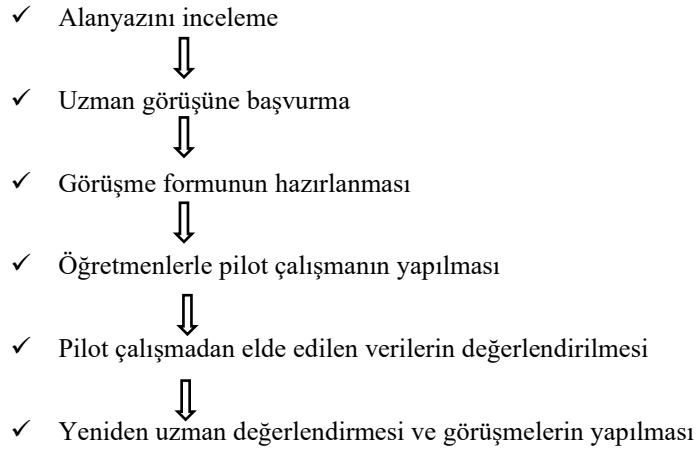 ✓ Alanyazını inceleme
✓ Uzman görüşüne başvurma
✓ Görüşme formunun hazırlanması
✓ Öğretmenlerle pilot çalışmanın yapılması
✓ Pilot çalışmadan elde edilen verilerin değerlendirilmesi
✓ Yeniden uzman değerlendirmesi ve görüşmelerin yapılması